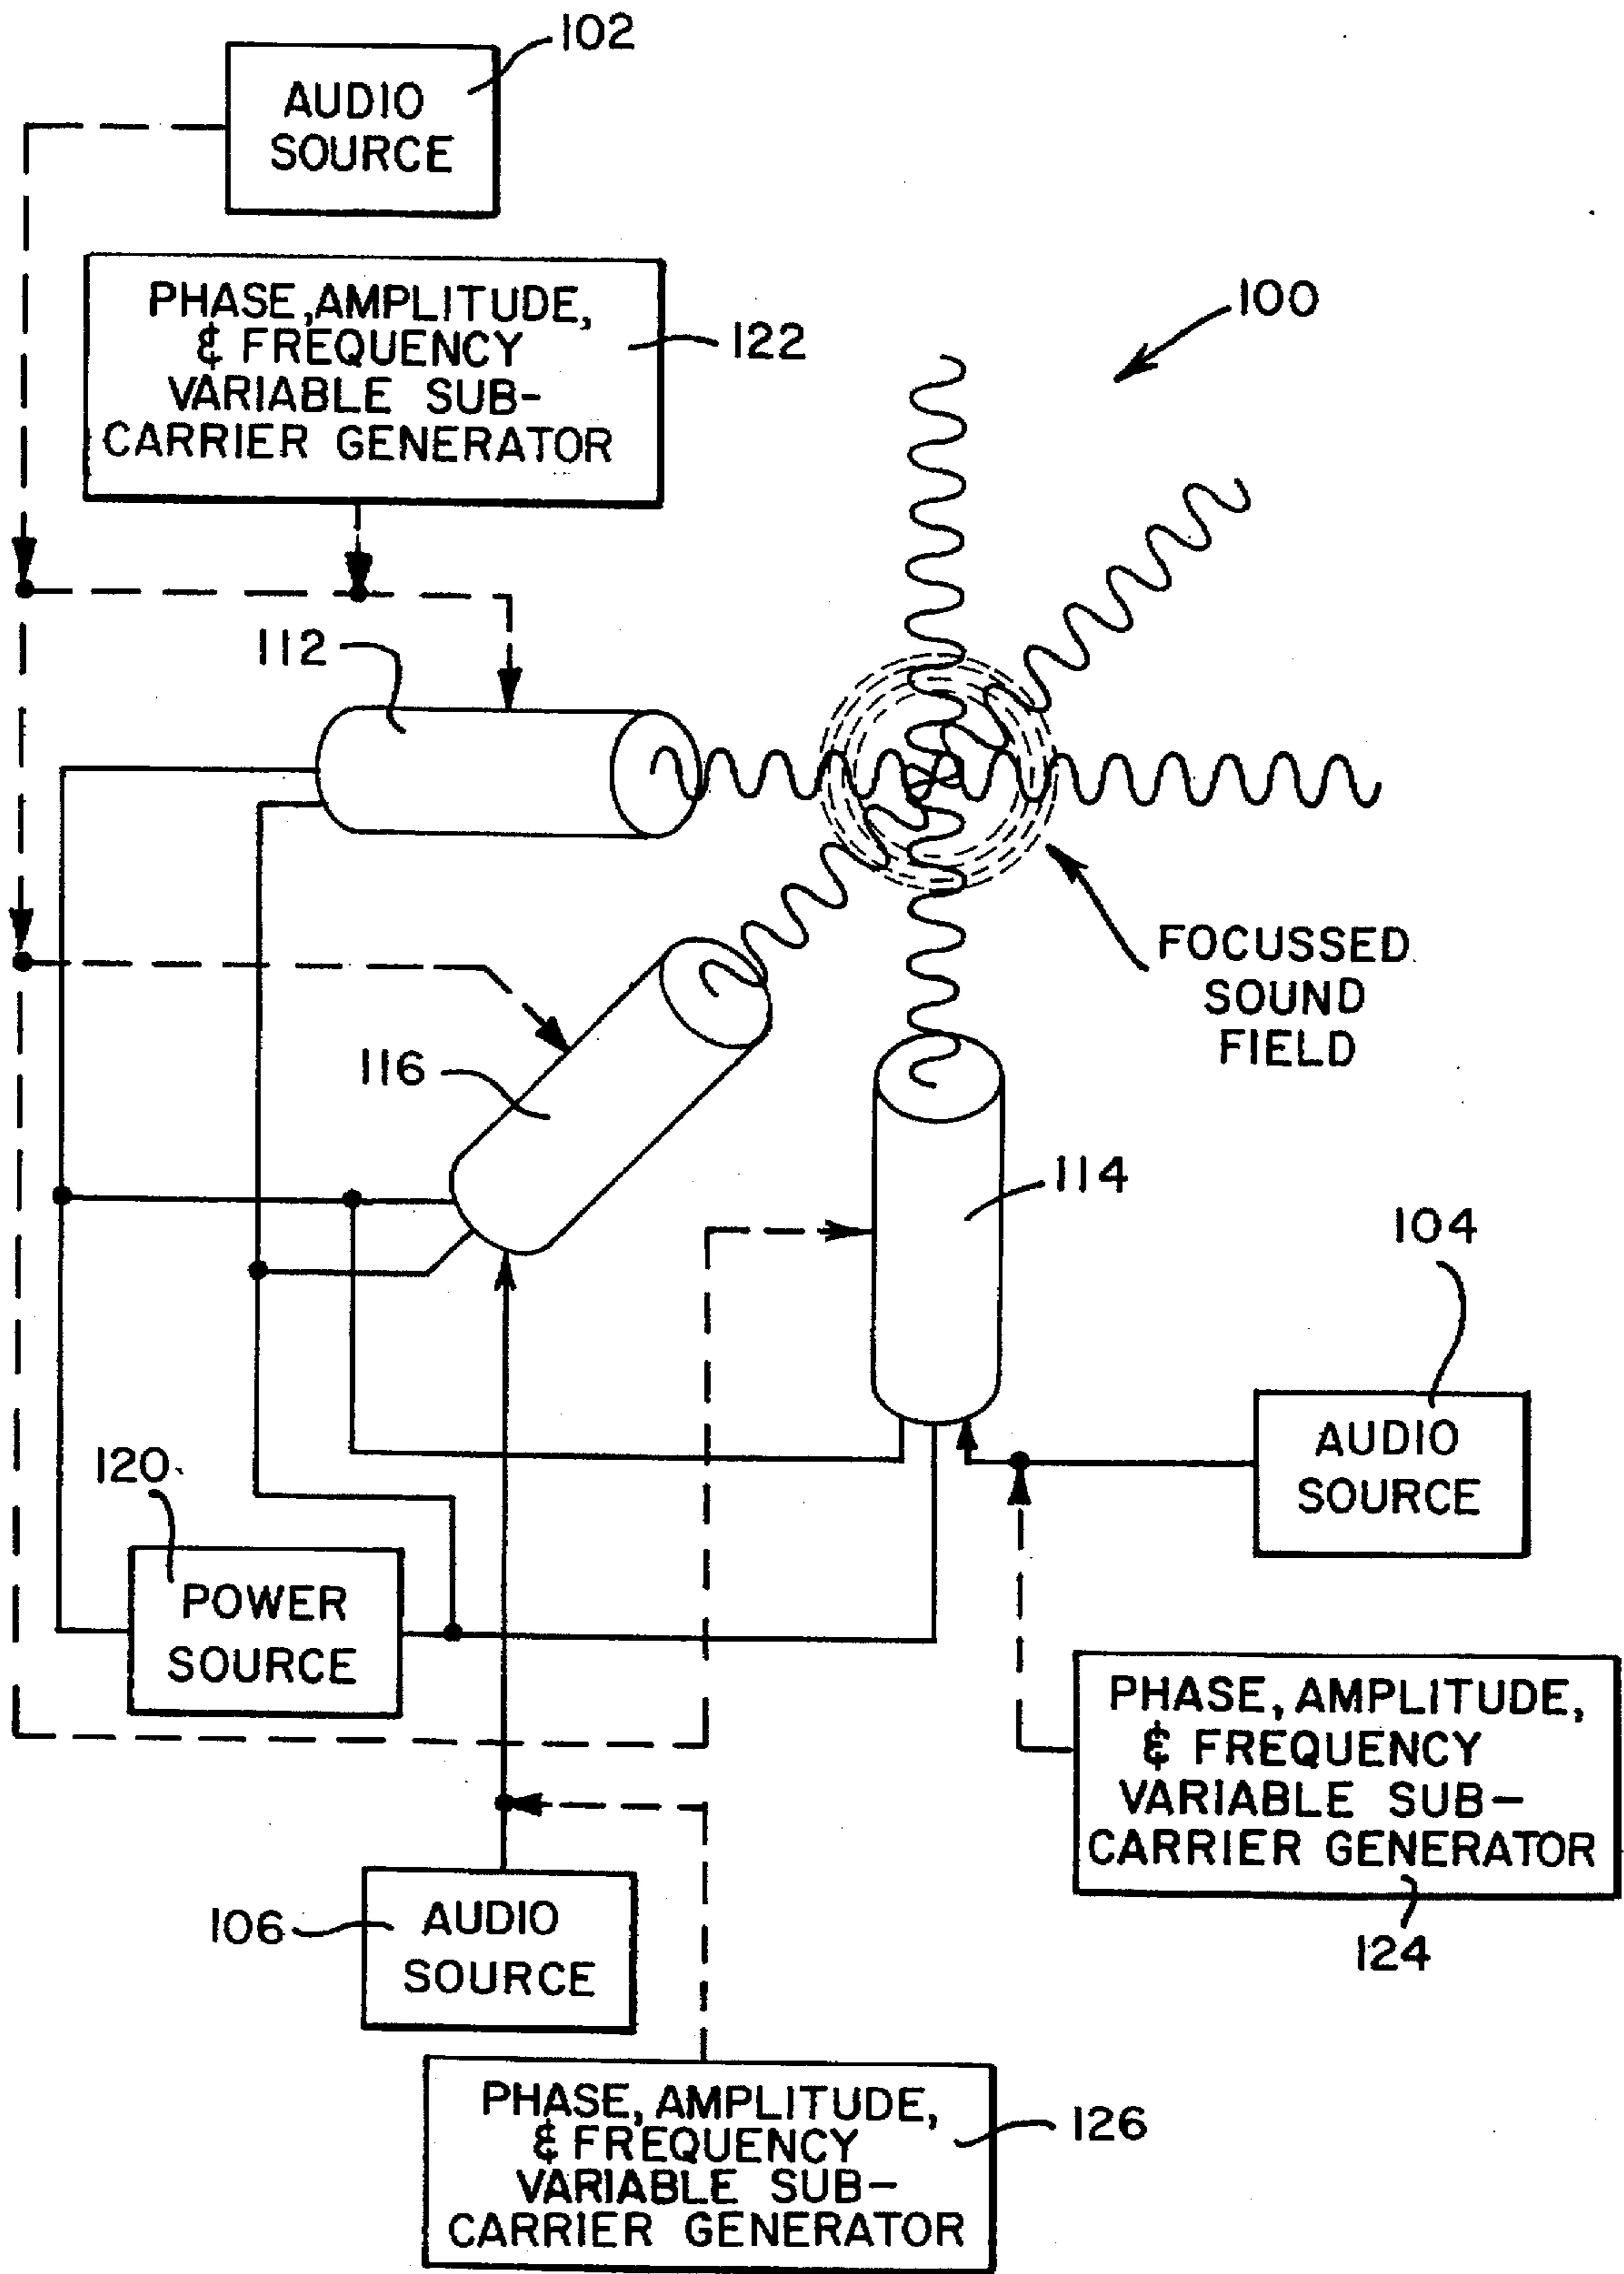 102
AUDIO
SOURCE
PHASE, AMPLITUDE,
& FREQUENCY
VARIABLE SUB-
CARRIER GENERATOR
122
100
112
FOCUSSED
SOUND
FIELD
116
114
104
AUDIO
SOURCE
120
POWER
SOURCE
PHASE, AMPLITUDE,
& FREQUENCY
VARIABLE SUB-
CARRIER GENERATOR
124
106
AUDIO
SOURCE
PHASE, AMPLITUDE,
& FREQUENCY
VARIABLE SUB-
CARRIER GENERATOR
126